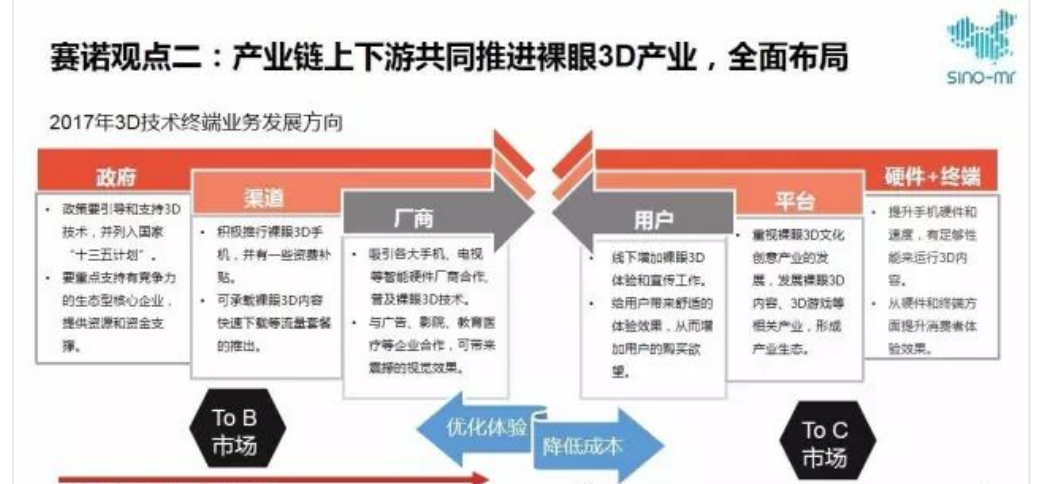 赛诺观点二：产业链上下游共同推进裸眼3D产业，全面布局
sino-mr
2017年3D技术终端业务发展方向
政府
• 政策要引导和支持3D
技术，并列入国家
“十三五计划”。
• 要重点支持有竞争力
的生态型核心企业，
提供资源和资金支
撑。
渠道
• 积极推行裸眼3D手
机，并有一些资费补
贴。
• 可承载裸眼3D内容
快速下载等流量套餐
的推出。
厂商
• 吸引各大手机、电视
等智能硬件厂商合作，
普及裸眼3D技术。
• 与广告、影院、教育医
疗等企业合作，可带来
震撼的视觉效果。
用户
• 线下增加裸眼3D
体验和宣传工作。
• 给用户带来舒适的
体验效果，从而增
加用户的购买欲
望。
平台
• 重视裸眼3D文化
创意产业的发
展，发展裸眼3D
内容、3D游戏等
相关产业，形成
产业生态。
硬件+终端
• 提升手机硬件和
速度，有足够性
能来运行3D内
容。
• 从硬件和终端方
面提升消费者体
验效果。
To B
市场
优化体验
降低成本
To C
市场